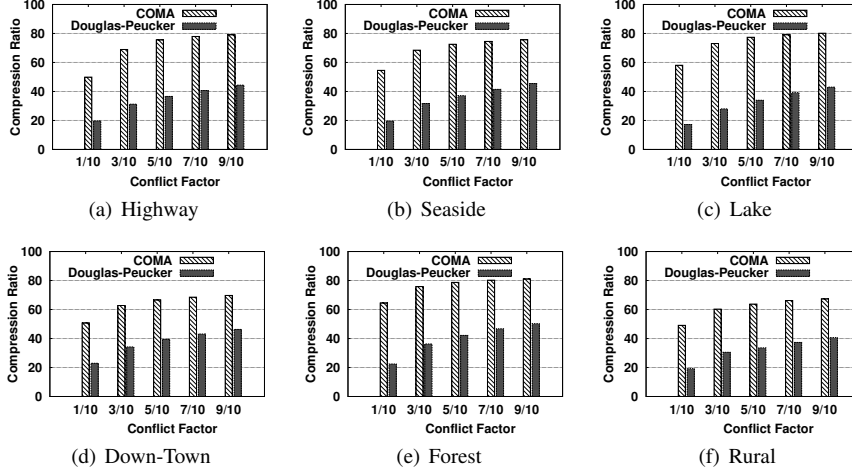 100
COMA
Douglas-Peucker
80
60
40
20
0
Compression Ratio
1/10 3/10 5/10 7/10 9/10
Conflict Factor
(a) Highway
100
COMA
Douglas-Peucker
80
60
40
20
0
Compression Ratio
1/10 3/10 5/10 7/10 9/10
Conflict Factor
(b) Seaside
100
COMA
Douglas-Peucker
80
60
40
20
0
Compression Ratio
1/10 3/10 5/10 7/10 9/10
Conflict Factor
(c) Lake
100
COMA
Douglas-Peucker
80
60
40
20
0
Compression Ratio
1/10 3/10 5/10 7/10 9/10
Conflict Factor
(d) Down-Town
100
COMA
Douglas-Peucker
80
60
40
20
0
Compression Ratio
1/10 3/10 5/10 7/10 9/10
Conflict Factor
(e) Forest
100
COMA
Douglas-Peucker
80
60
40
20
0
Compression Ratio
1/10 3/10 5/10 7/10 9/10
Conflict Factor
(f) Rural